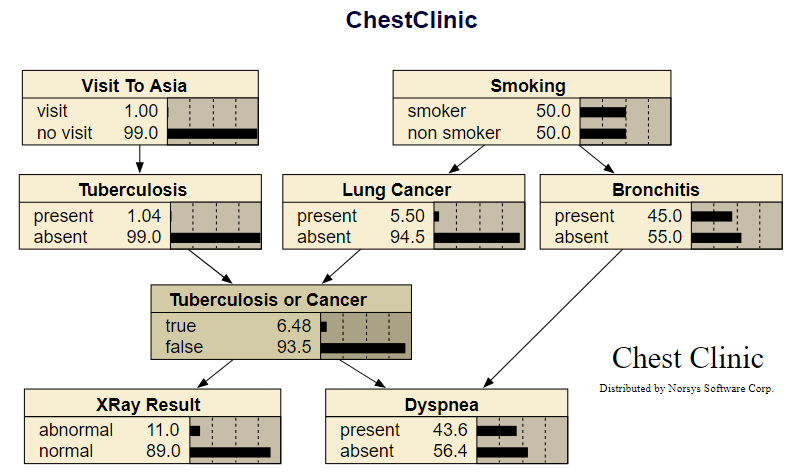 ChestClinic
Visit To Asia
visit 1.00
no visit 99.0
Smoking
smoker 50.0
non smoker 50.0
Tuberculosis
present 1.04
absent 99.0
Lung Cancer
present 5.50
absent 94.5
Bronchitis
present 45.0
absent 55.0
Tuberculosis or Cancer
true 6.48
false 93.5
Chest Clinic
Distributed by Norsys Software Corp.
XRay Result
abnormal 11.0
normal 89.0
Dyspnea
present 43.6
absent 56.4